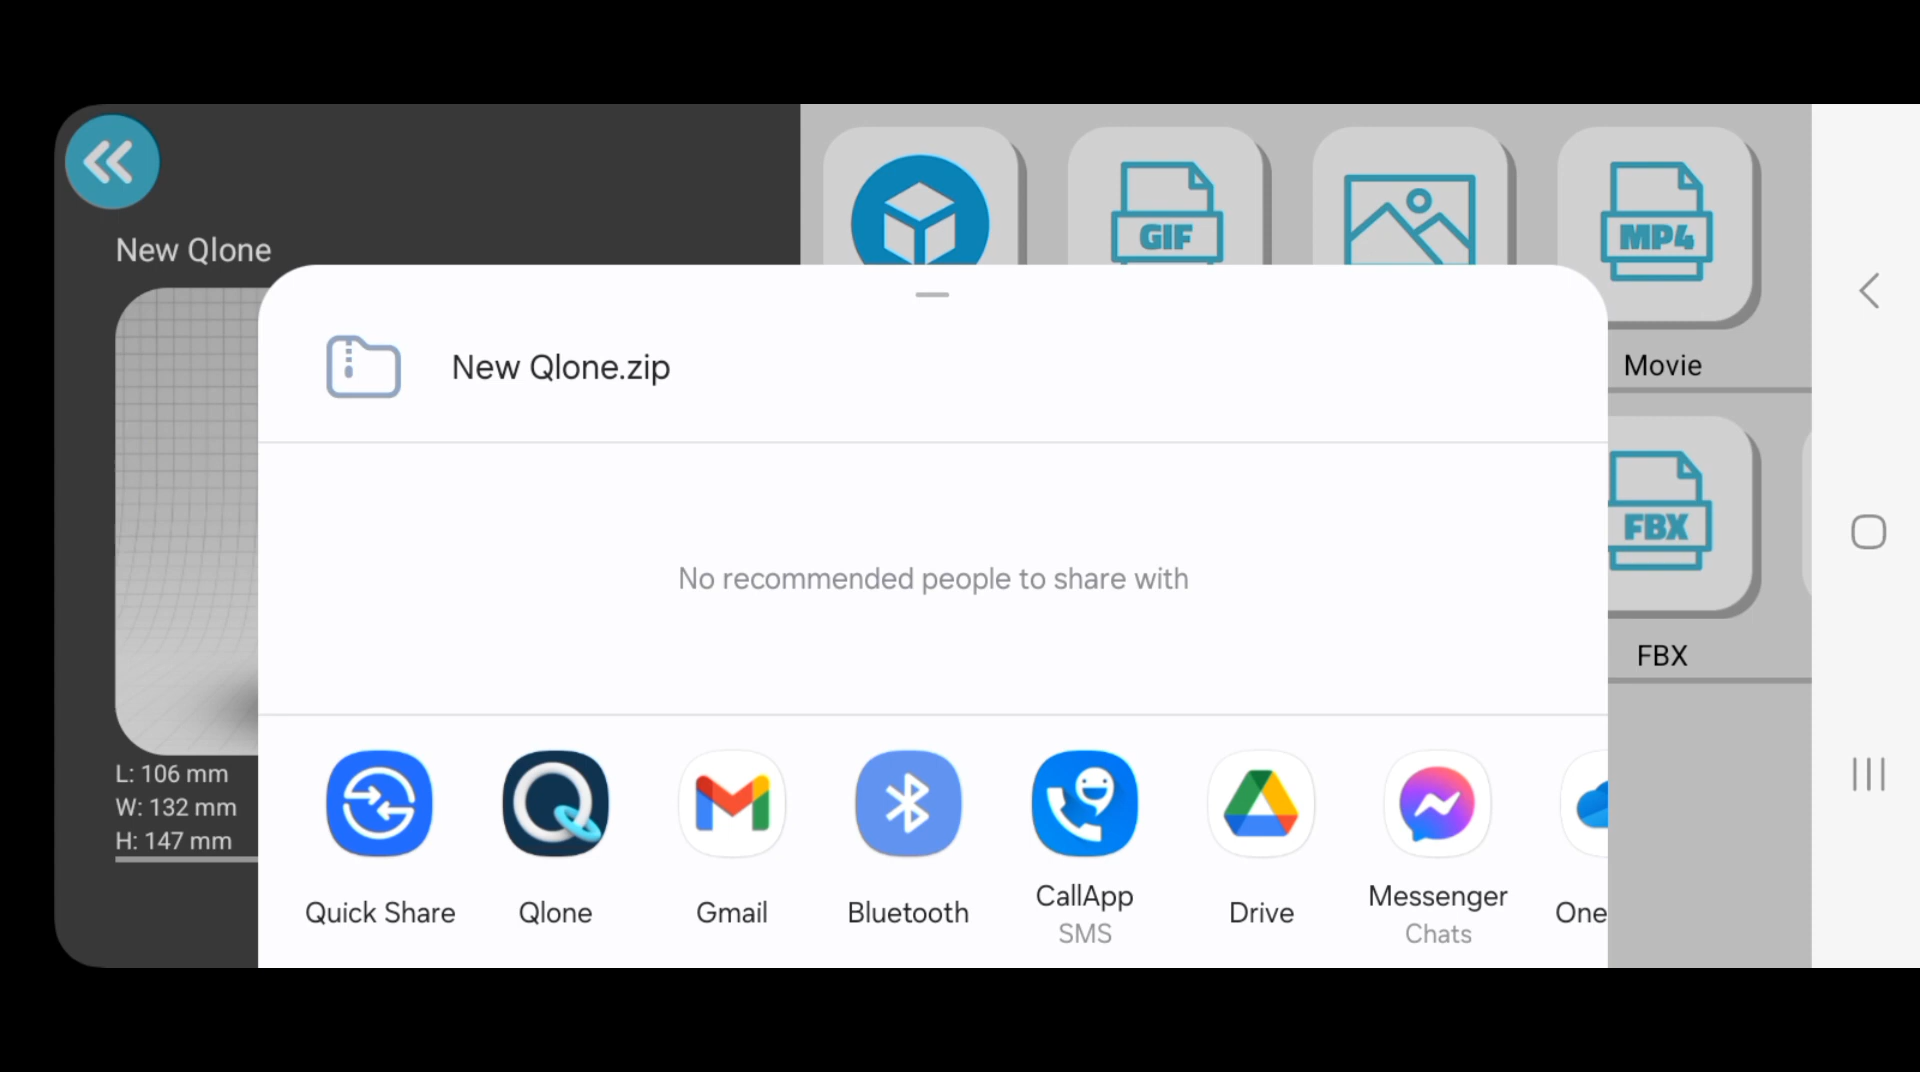 New Qlone
GIF
MP4
Movie
New Qlone.zip
FBX
FBX
No recommended people to share with
L: 106 mm
W: 132 mm
H: 147 mm
Quick Share
Qlone
Gmail
Bluetooth
CallApp
SMS
Drive
Messenger
Chats
One